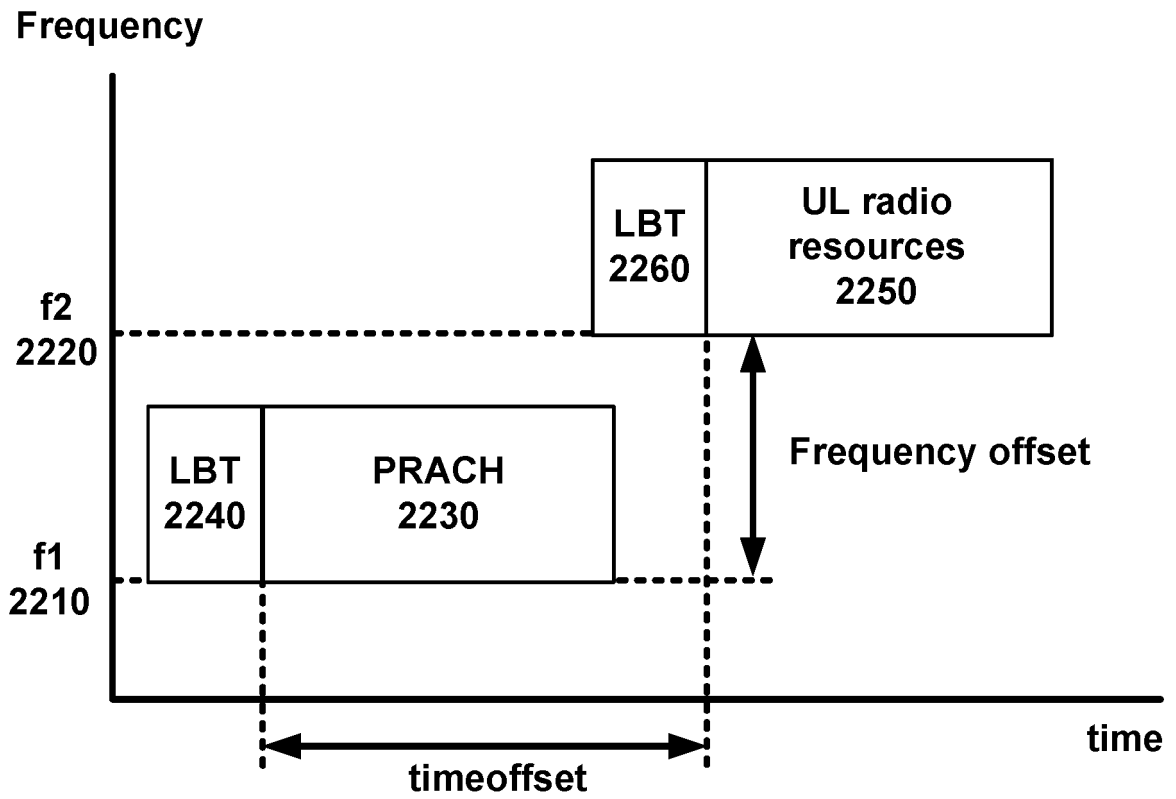 Frequency
LBT
2260
UL radio
resources
2250
f2
2220
LBT
2240
PRACH
2230
Frequency offset
f1
2210
time
timeoffset